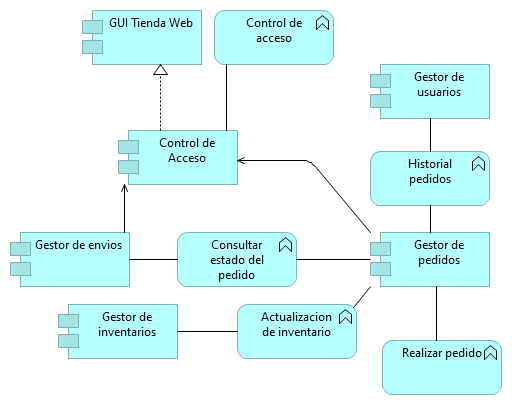 GUI Tienda Web
Control de
acceso
Gestor de
usuarios
Control de
Acceso
Historial
pedidos
Gestor de envios
Consultar
estado del
pedido
Gestor de
pedidos
Gestor de
inventarios
Actualizacion
de inventario
Realizar pedido